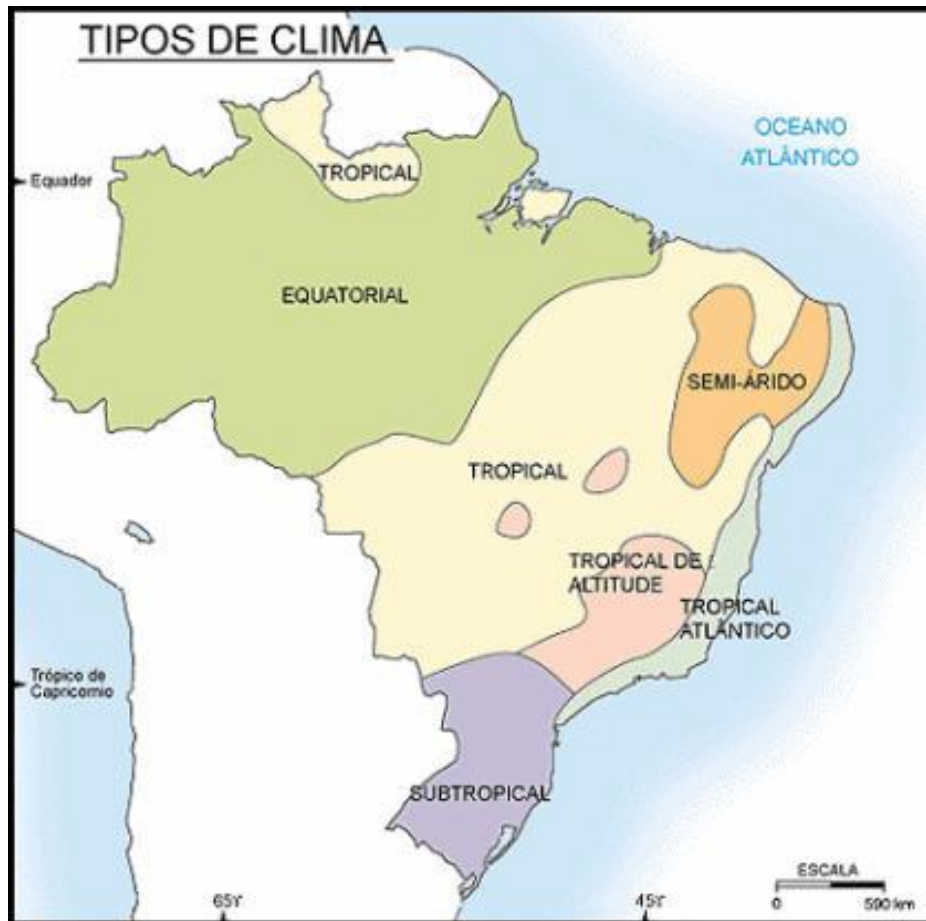 TIPOS DE CLIMA
OCEANO
ATLÂNTICO
TROPICAL
Equador
EQUATORIAL
SEMI-ÁRIDO
TROPICAL
TROPICAL DE
ALTITUDE
TROPICAL
ATLÂNTICO
Trópico de
Capricornio
SUBTROPICAL
ESCALA
0 590 km